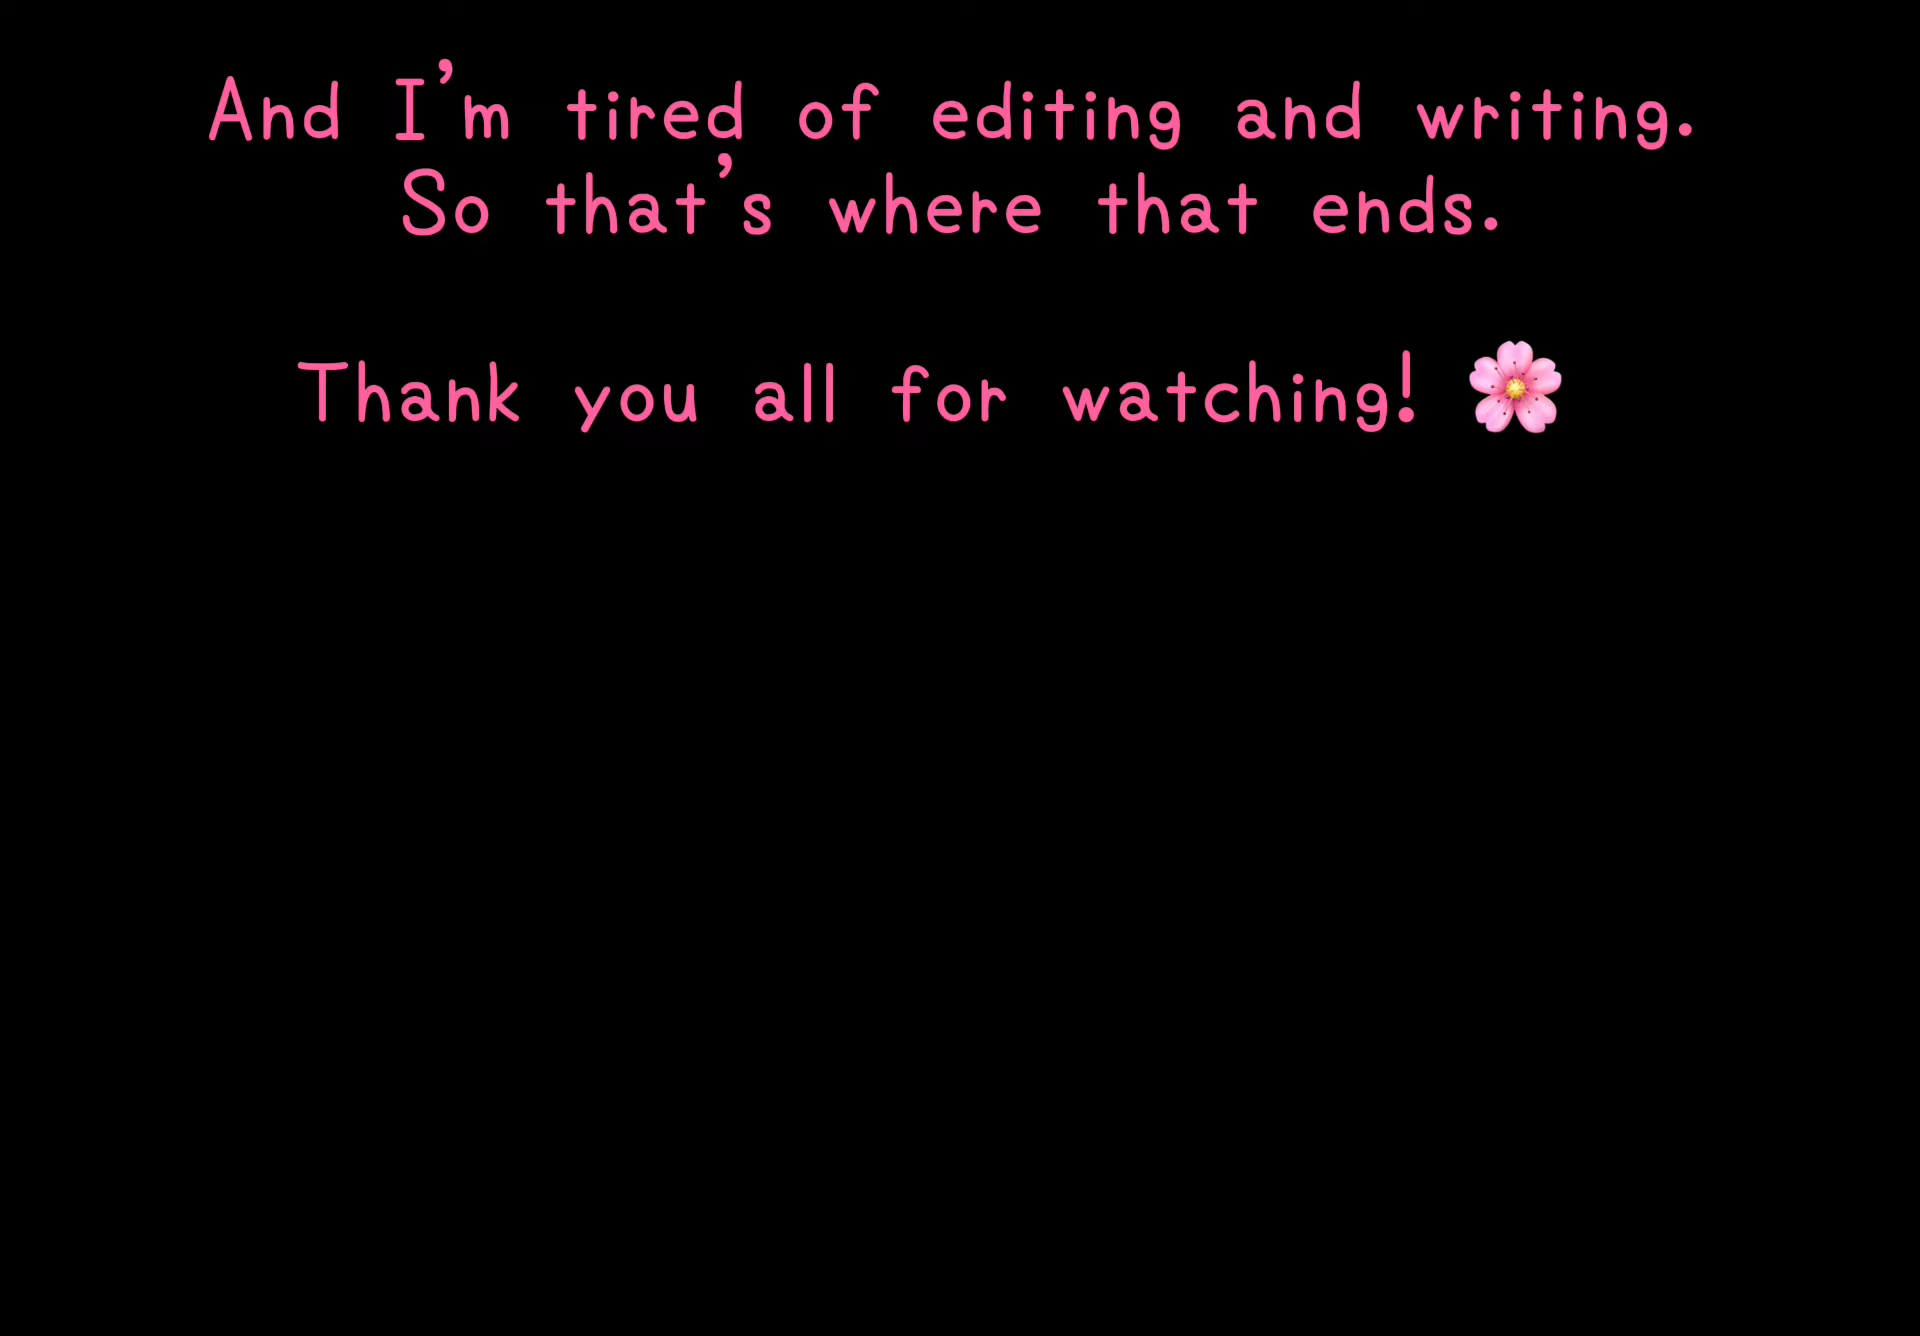 And I'm tired of editing and writing.
So that's where that ends.
Thank you all for watching! 🌸